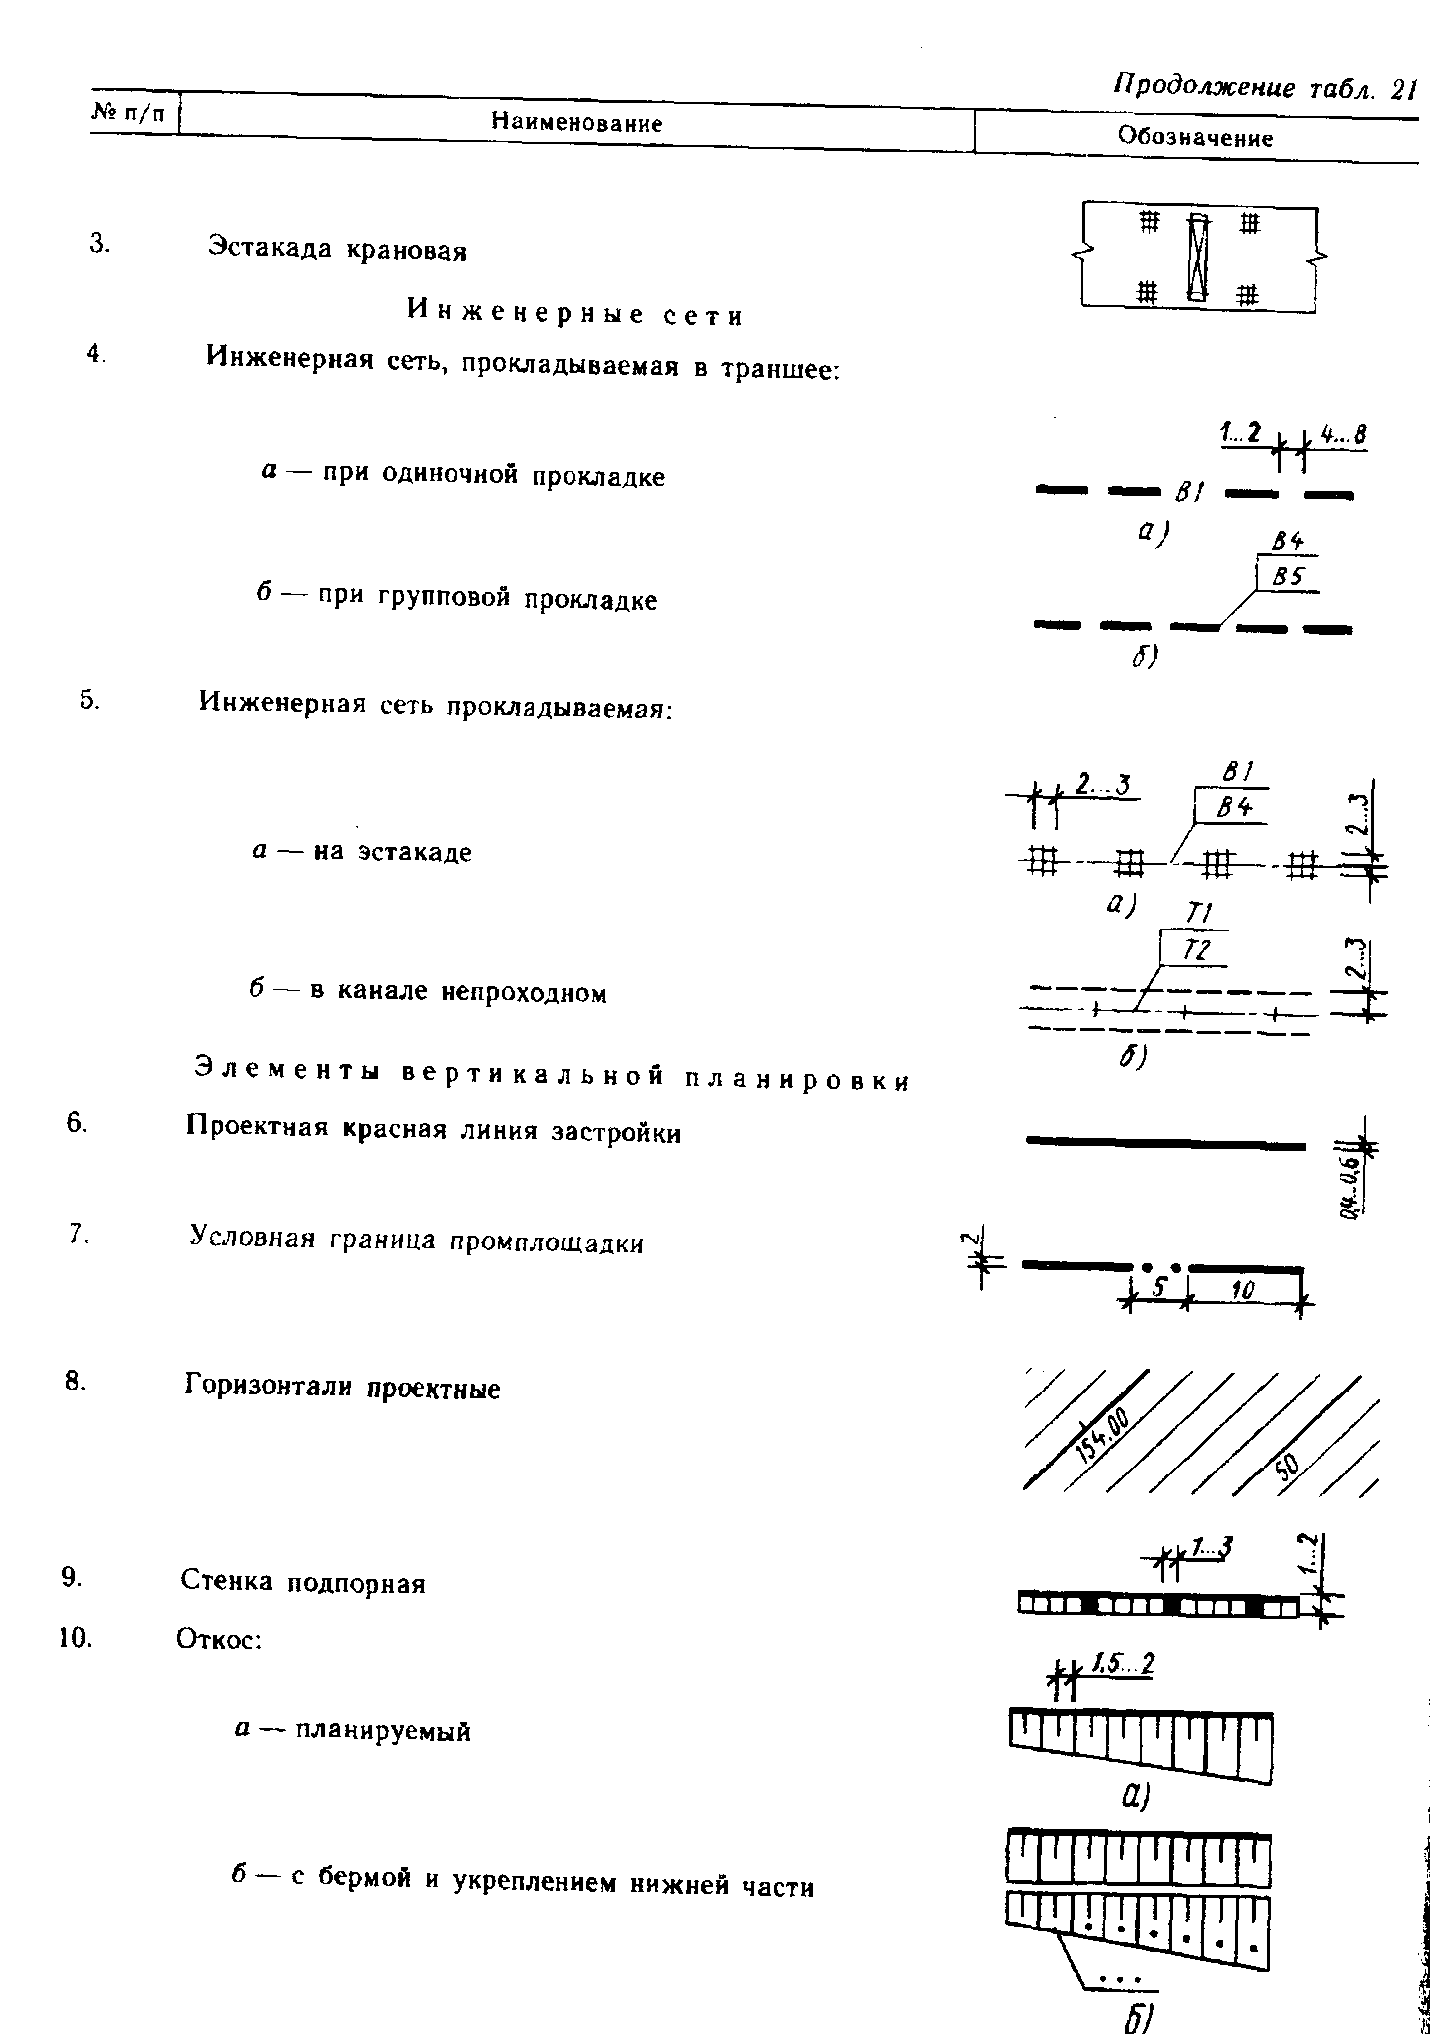 Продолжение табл. 21
№ п/п Наименование Обозначение
3. Эстакада крановая
Инженерные сети
4. Инженерная сеть, прокладываемая в траншее:
1...2 4...8
а — при одиночной прокладке
В1
а)
В4
В5
б — при групповой прокладке
б)
5. Инженерная сеть прокладываемая:
2...3
В1
В4
2...3
а — на эстакаде
а)
Т1
Т2
2...3
б — в канале непроходном
б)
Элементы вертикальной планировки
6. Проектная красная линия застройки
0,4...0,6
7. Условная граница промплощадки
2
5 10
8. Горизонтали проектные
154.00
50
1...3
1...2
9. Стенка подпорная
10. Откос:
1,5...2
а — планируемый
а)
б — с бермой и укреплением нижней части
...
б)